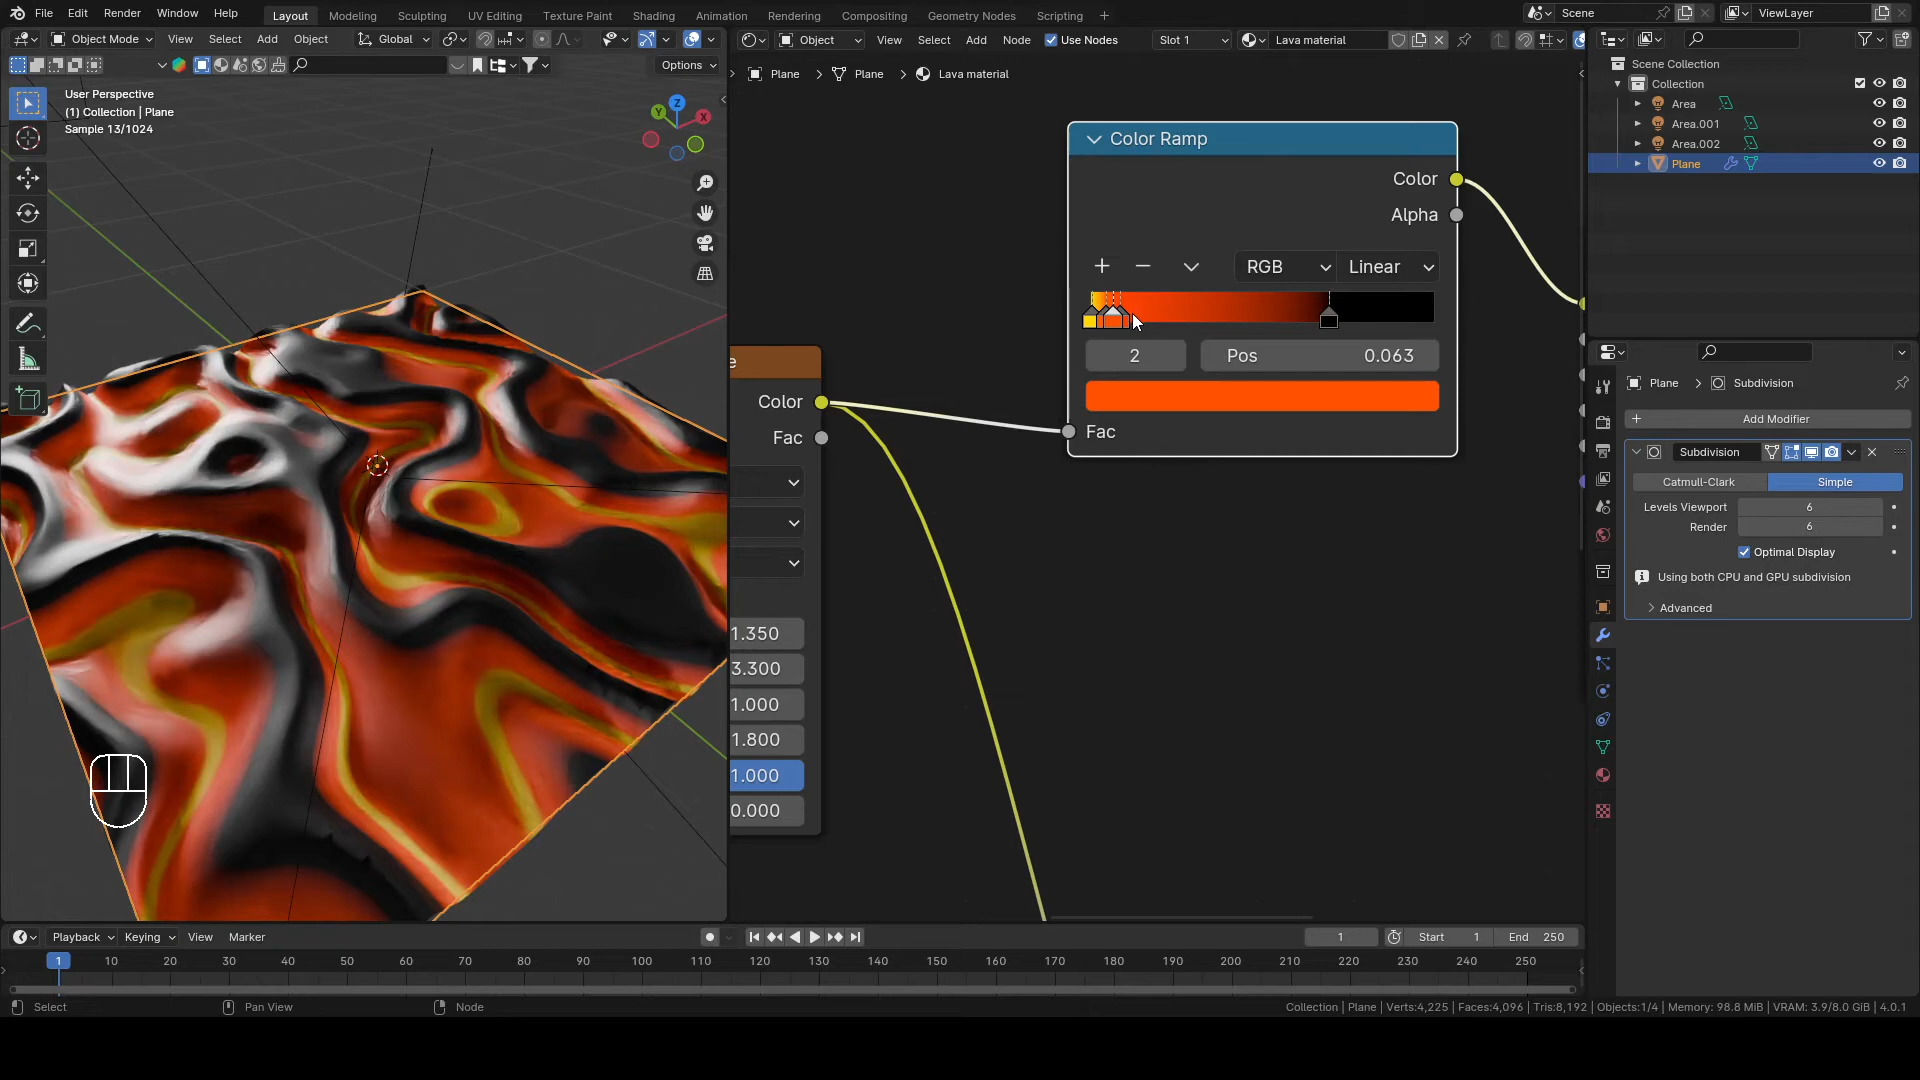 File Edit Render Window Help Layout Modeling Sculpting UV Editing Texture Paint Shading Animation Rendering Compositing Geometry Nodes Scripting + Scene ViewLayer
Object Mode View Select Add Object Global Object View Select Add Node Use Nodes Slot 1 Lava material
Options
Plane > Plane > Lava material
User Perspective
(1) Collection | Plane
Sample 13/1024
Z
Y
X
Color Ramp
Color
Alpha
RGB Linear
2 Pos 0.063
Fac
e
Color
Fac
1.350
3.300
1.000
1.800
1.000
0.000
Scene Collection
Collection
Area
Area.001
Area.002
Plane
Plane > Subdivision
Add Modifier
Subdivision
Catmull-Clark Simple
Levels Viewport 6
Render 6
Optimal Display
Using both CPU and GPU subdivision
Advanced
Playback Keying View Marker 1 Start 1 End 250
1 10 20 30 40 50 60 70 80 90 100 110 120 130 140 150 160 170 180 190 200 210 220 230 240 250
Select Pan View Node Collection | Plane | Verts:4,225 | Faces:4,096 | Tris:8,192 | Objects:1/4 | Memory: 98.8 MiB | VRAM: 3.9/8.0 GiB | 4.0.1